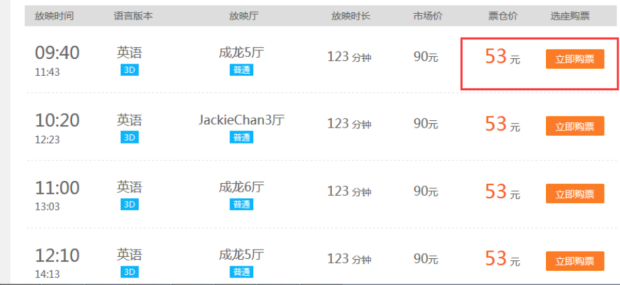 放映时间 语言版本 放映厅 放映时长 市场价 票仓价 选座购票
09:40 英语 成龙5厅 123 分钟 90元 53 元 立即购票
11:43 3D 普通
10:20 英语 JackieChan3厅 123 分钟 90元 53 元 立即购票
12:23 3D 普通
11:00 英语 成龙6厅 123 分钟 90元 53 元 立即购票
13:03 3D 普通
12:10 英语 成龙5厅 123 分钟 90元 53 元 立即购票
14:13 3D 普通